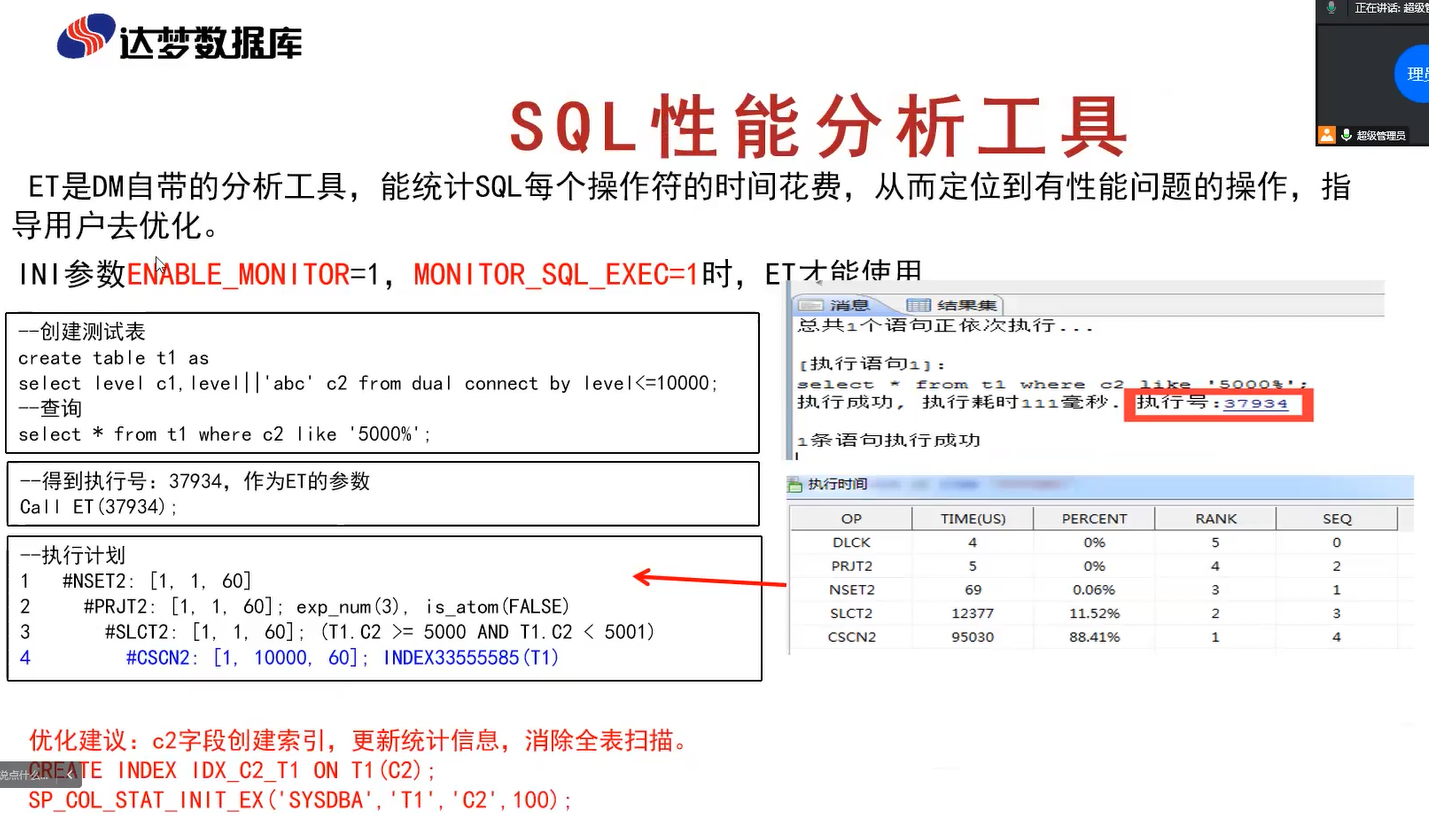 达梦数据库
正在讲话: 超级管
理员
超级管理员
SQL性能分析工具
ET是DM自带的分析工具，能统计SQL每个操作符的时间花费，从而定位到有性能问题的操作，指
导用户去优化。
INI参数ENABLE_MONITOR=1，MONITOR_SQL_EXEC=1时，ET才能使用
--创建测试表
create table t1 as
select level c1,level||'abc' c2 from dual connect by level<=10000;
--查询
select * from t1 where c2 like '5000%';
--得到执行号：37934，作为ET的参数
Call ET(37934);
--执行计划
1 #NSET2: [1, 1, 60]
2 #PRJT2: [1, 1, 60]; exp_num(3), is_atom(FALSE)
3 #SLCT2: [1, 1, 60]; (T1.C2 >= 5000 AND T1.C2 < 5001)
4 #CSCN2: [1, 10000, 60]; INDEX33555585(T1)
消息 结果集
总共1个语句正依次执行...
[执行语句1]:
select * from t1 where c2 like '5000%';
执行成功, 执行耗时111毫秒. 执行号:37934
1条语句执行成功
执行时间
OP TIME(US) PERCENT RANK SEQ
DLCK 4 0% 5 0
PRJT2 5 0% 4 2
NSET2 69 0.06% 3 1
SLCT2 12377 11.52% 2 3
CSCN2 95030 88.41% 1 4
优化建议：c2字段创建索引，更新统计信息，消除全表扫描。
说点什么...
CREATE INDEX IDX_C2_T1 ON T1(C2);
SP_COL_STAT_INIT_EX('SYSDBA','T1','C2',100);